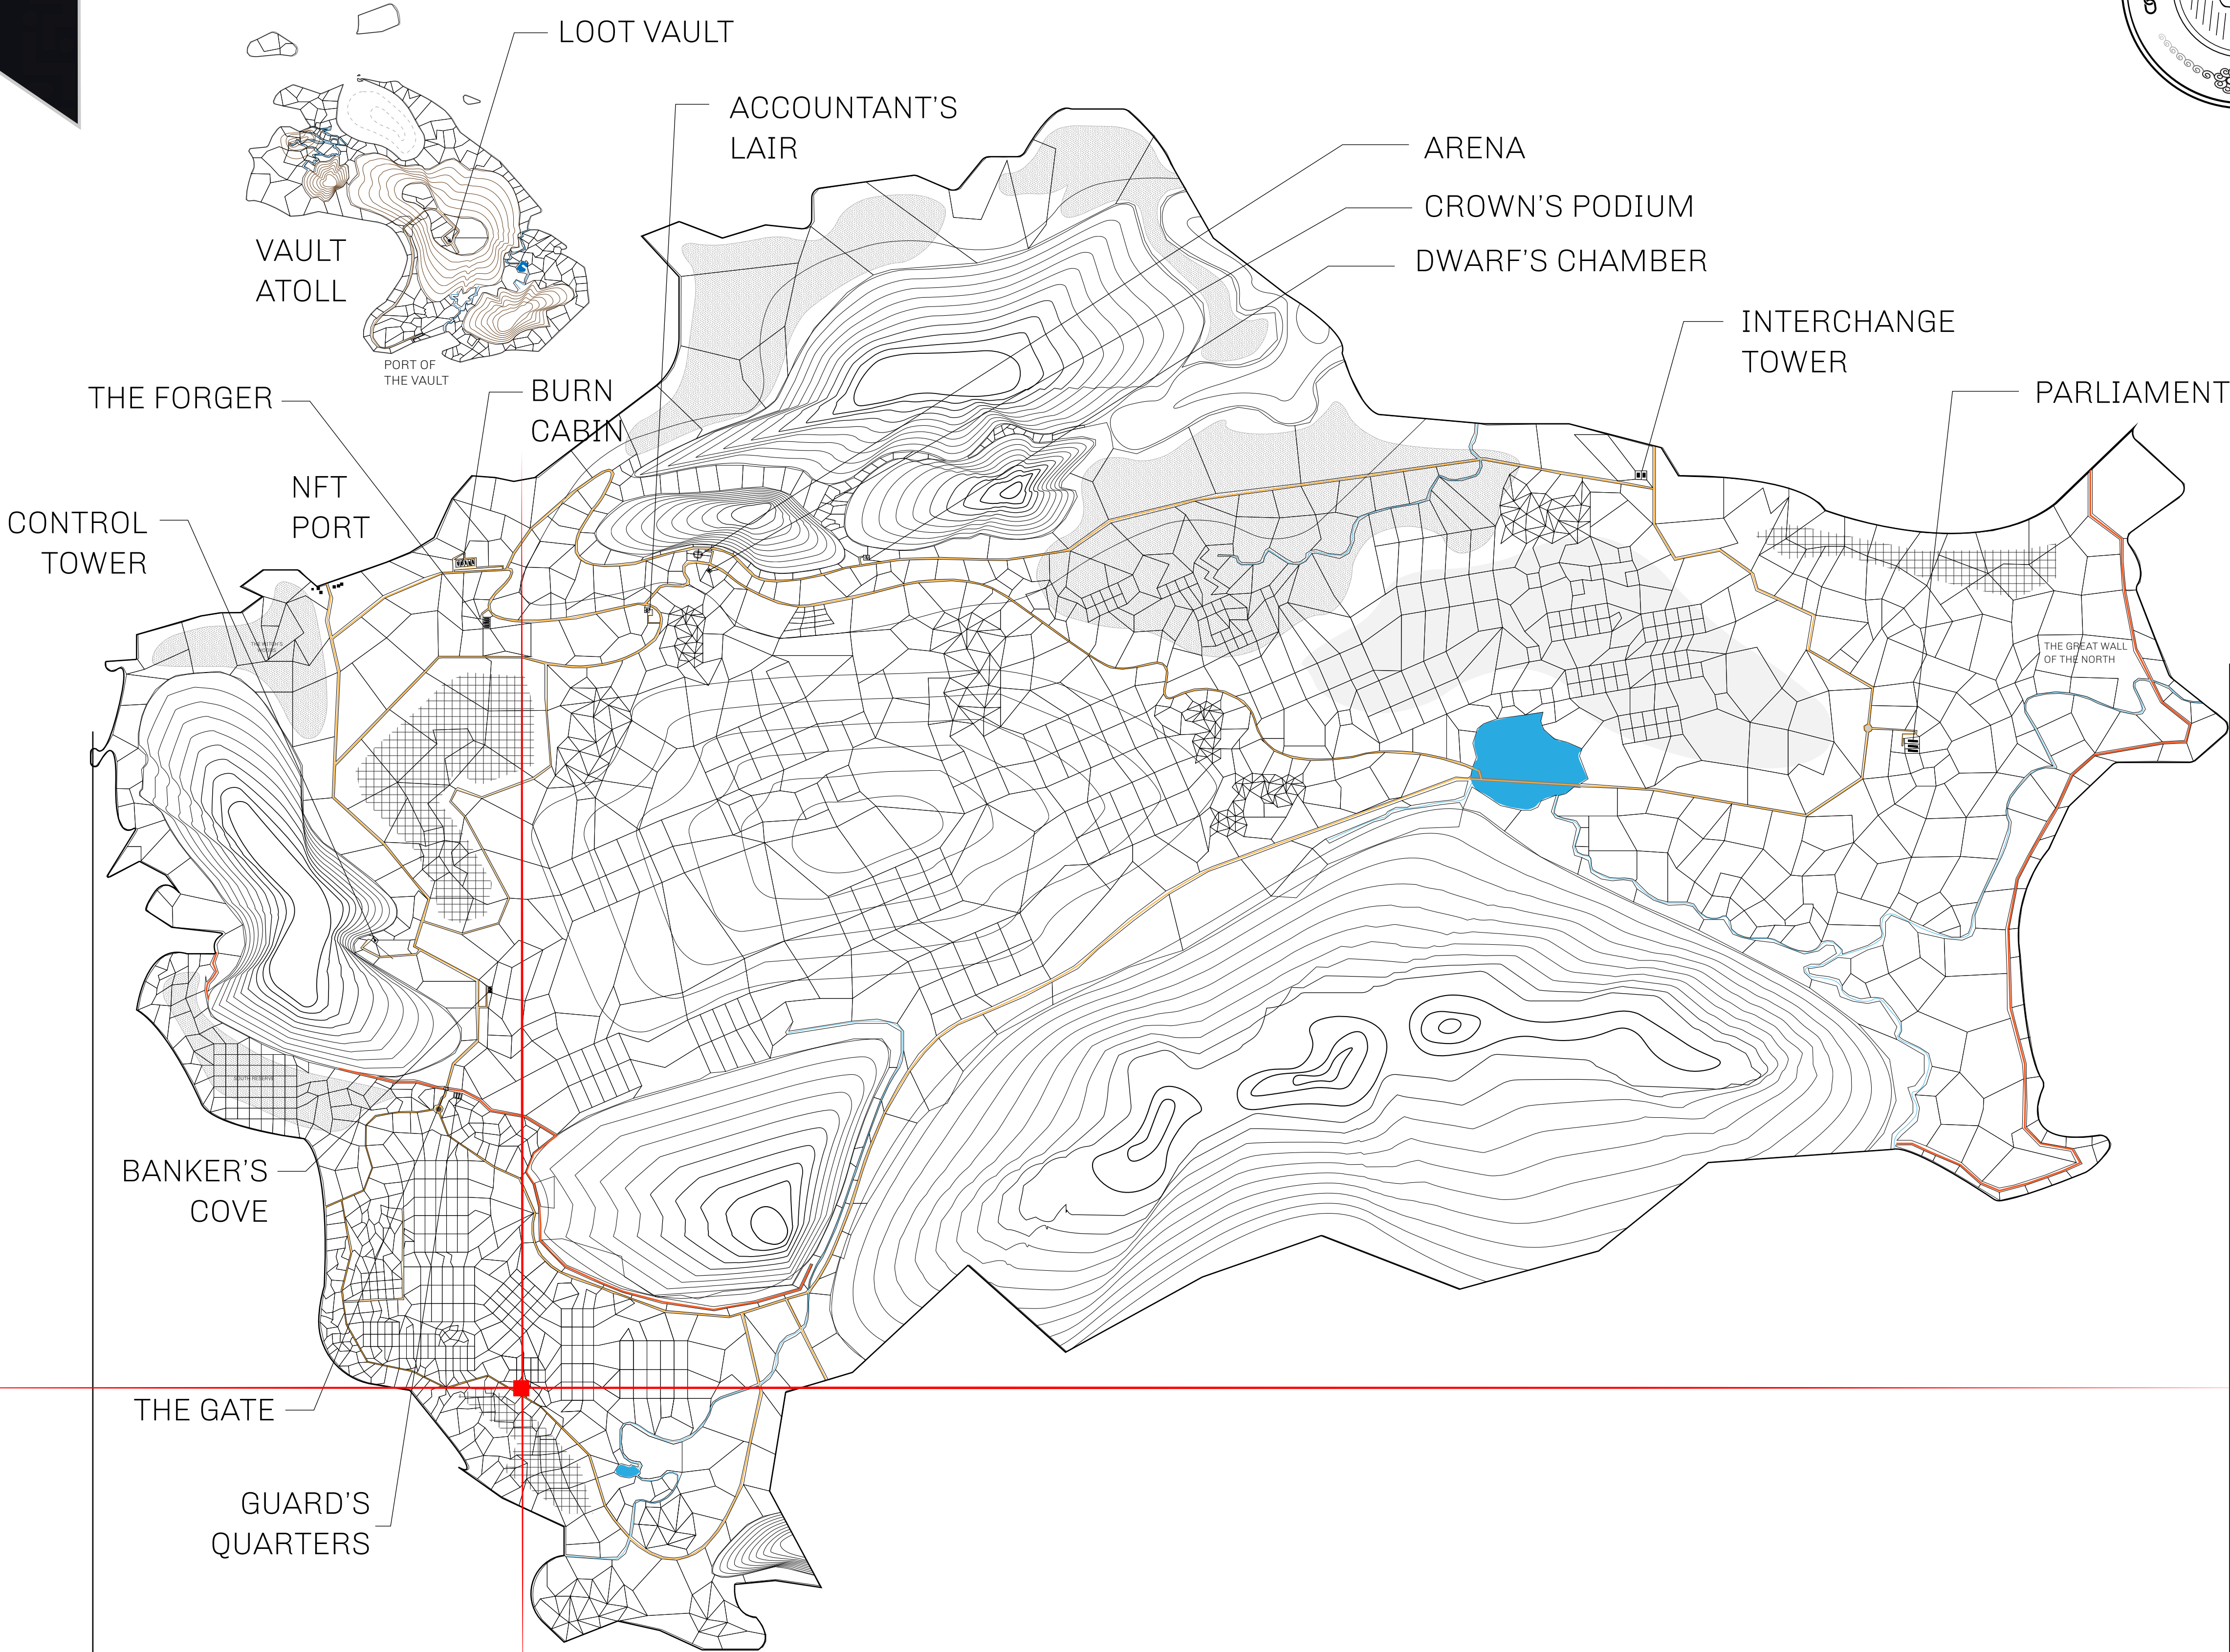 LOOT VAULT
ACCOUNTANT'S
LAIR
ARENA
CROWN'S PODIUM
DWARF'S CHAMBER
VAULT
ATOLL
INTERCHANGE
TOWER
PORT OF
THE VAULT
THE FORGER
BURN
CABIN
PARLIAMENT
NFT
PORT
CONTROL
TOWER
THE GREAT WALL
OF THE NORTH
SOUTH RESERVE
BANKER'S
COVE
THE GATE
GUARD'S
QUARTERS